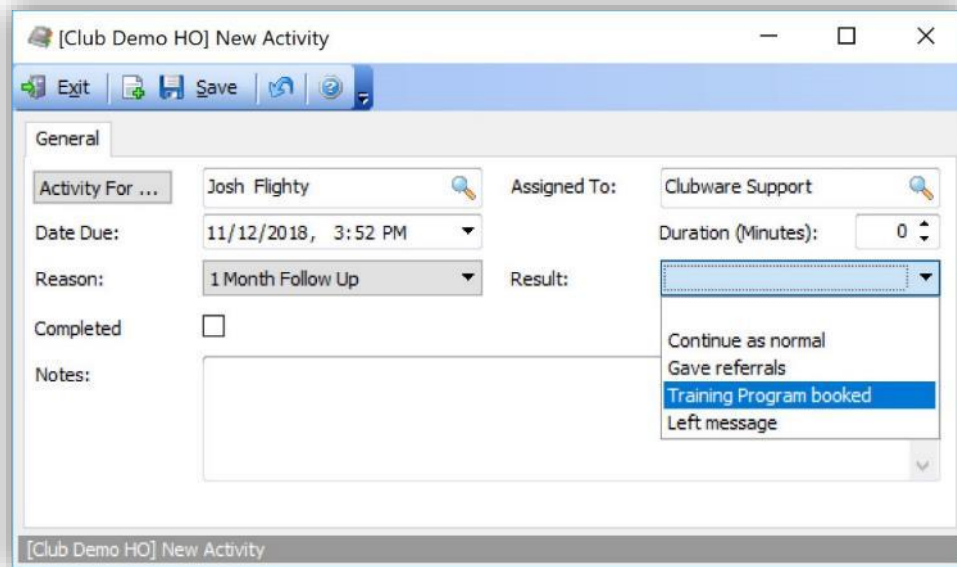 [Club Demo HO] New Activity
Exit Save
General
Activity For ... Josh Flighty Assigned To: Clubware Support
Date Due: 11/12/2018, 3:52 PM Duration (Minutes): 0
Reason: 1 Month Follow Up Result:
Completed
Continue as normal
Notes:
Gave referrals
Training Program booked
Left message
[Club Demo HO] New Activity